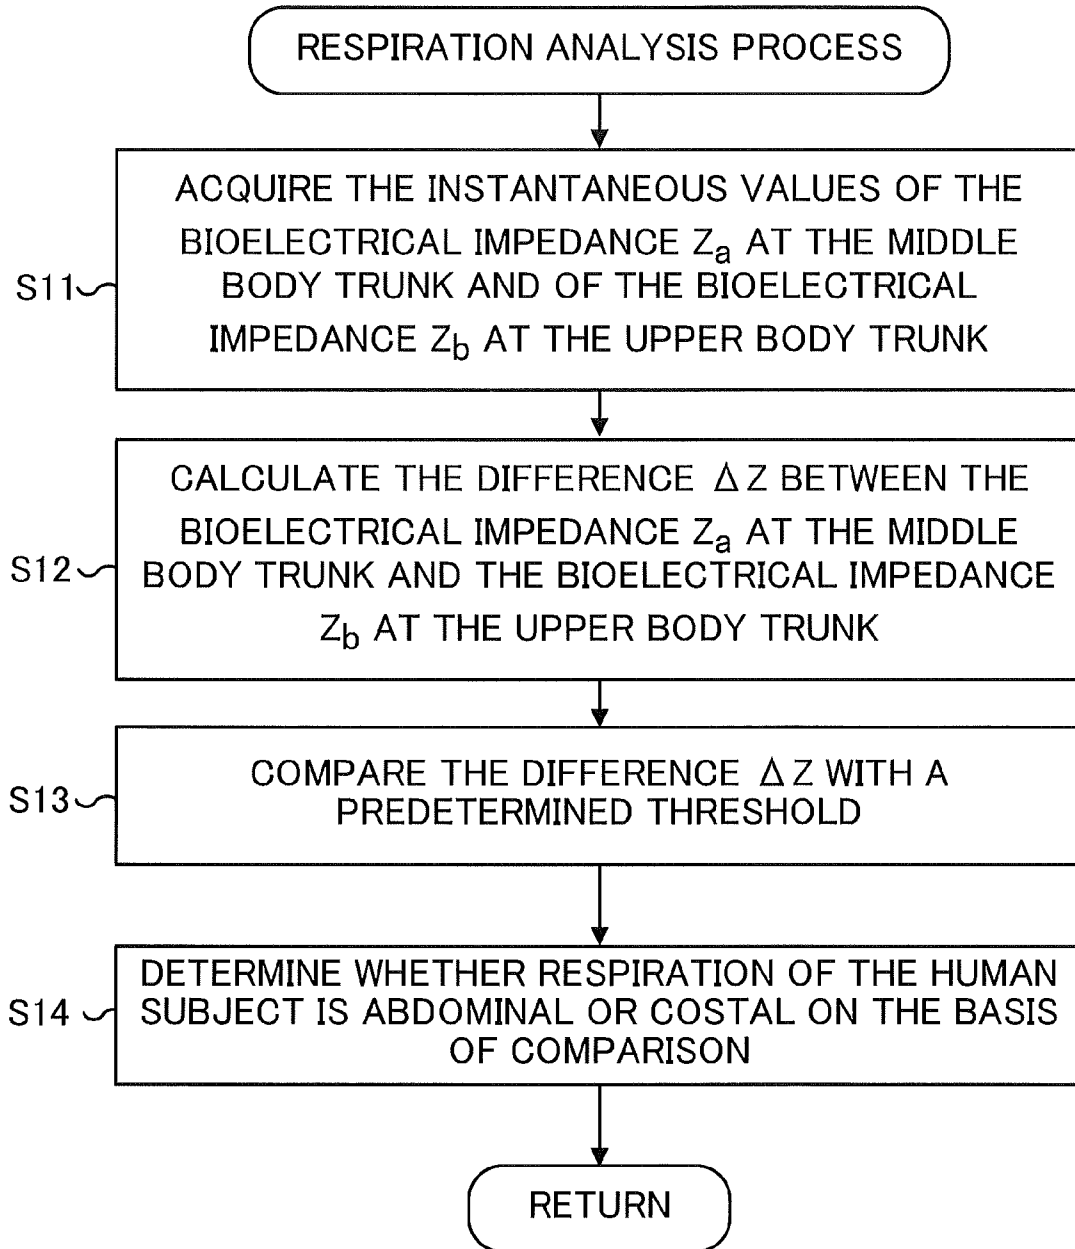 RESPIRATION ANALYSIS PROCESS
ACQUIRE THE INSTANTANEOUS VALUES OF THE
BIOELECTRICAL IMPEDANCE Za AT THE MIDDLE
BODY TRUNK AND OF THE BIOELECTRICAL
IMPEDANCE Zb AT THE UPPER BODY TRUNK
S11
CALCULATE THE DIFFERENCE ΔZ BETWEEN THE
BIOELECTRICAL IMPEDANCE Za AT THE MIDDLE
BODY TRUNK AND THE BIOELECTRICAL IMPEDANCE
Zb AT THE UPPER BODY TRUNK
S12
COMPARE THE DIFFERENCE ΔZ WITH A
PREDETERMINED THRESHOLD
S13
DETERMINE WHETHER RESPIRATION OF THE HUMAN
SUBJECT IS ABDOMINAL OR COSTAL ON THE BASIS
OF COMPARISON
S14
RETURN